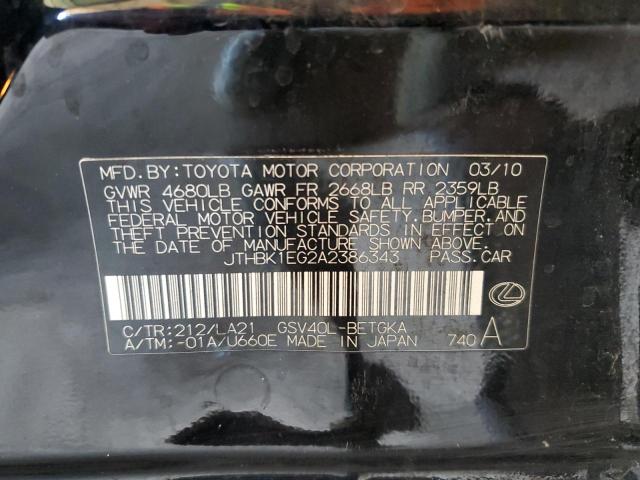 MFD.BY:TOYOTA MOTOR CORPORATION 03/10
GVWR 4680LB GAWR FR 2668LB RR 2359LB
THIS VEHICLE CONFORMS TO ALL APPLICABLE
FEDERAL MOTOR VEHICLE SAFETY.BUMPER.AND
THEFT PREVENTION STANDARDS IN EFFECT ON
THE DATE OF MANUFACTURE SHOWN ABOVE.
JTHBK1EG2A2386343 PASS.CAR
C/TR:212/LA21 GSV40L-BETGKA
A/TM:-01A/U660E MADE IN JAPAN 740 A